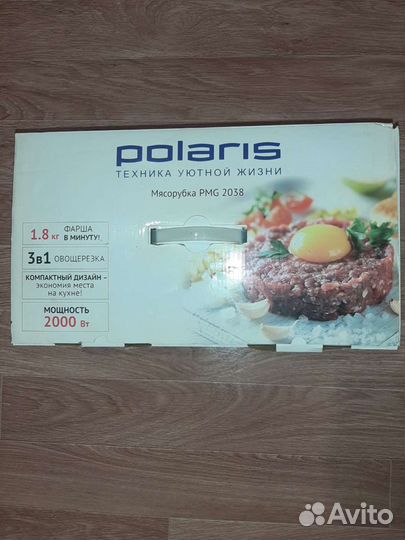 polaris
ТЕХНИКА УЮТНОЙ ЖИЗНИ
Мясорубка PMG 2038
1.8 кг ФАРША
В МИНУТУ!
3в1 ОВОЩЕРЕЗКА
КОМПАКТНЫЙ ДИЗАЙН –
экономия места
на кухне!
МОЩНОСТЬ
2000 Вт
Avito